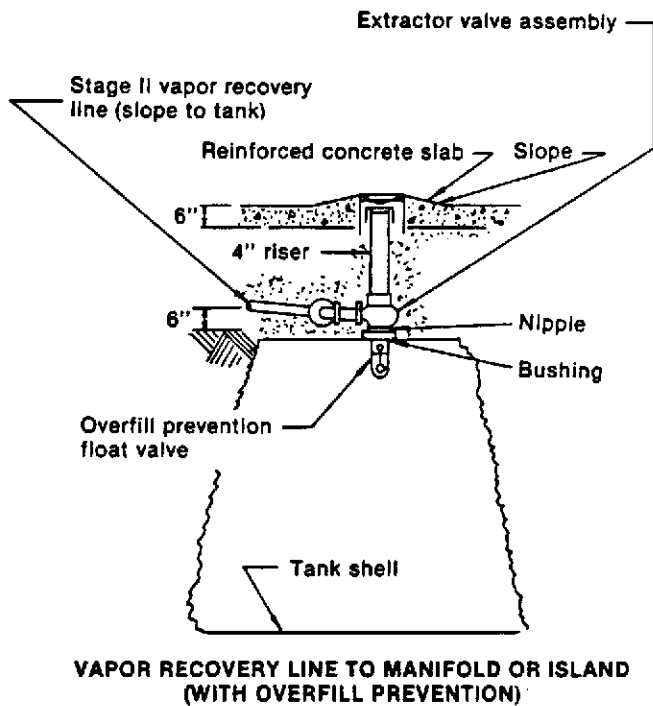 Extractor valve assembly
Stage II vapor recovery
line (slope to tank)
Reinforced concrete slab
Slope
6"
4" riser
6"
Nipple
Bushing
Overfill prevention
float valve
Tank shell
VAPOR RECOVERY LINE TO MANIFOLD OR ISLAND
(WITH OVERFILL PREVENTION)